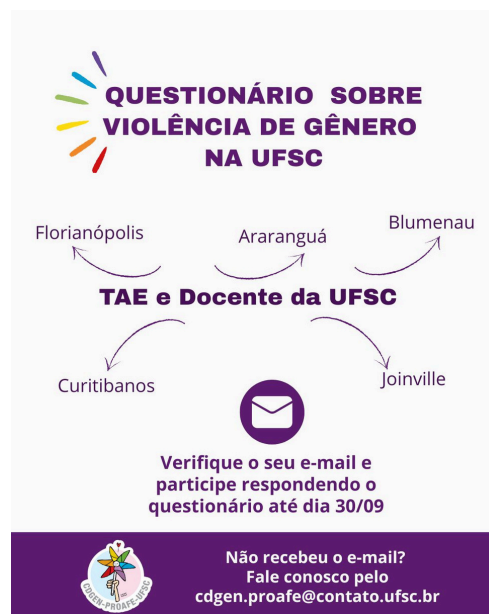 QUESTIONÁRIO SOBRE
VIOLÊNCIA DE GÊNERO
NA UFSC
Florianópolis
Araranguá
Blumenau
TAE e Docente da UFSC
Curitibanos
Joinville
Verifique o seu e-mail e
participe respondendo o
questionário até dia 30/09
CDGEN-PROAFE-UFSC
Não recebeu o e-mail?
Fale conosco pelo
cdgen.proafe@contato.ufsc.br